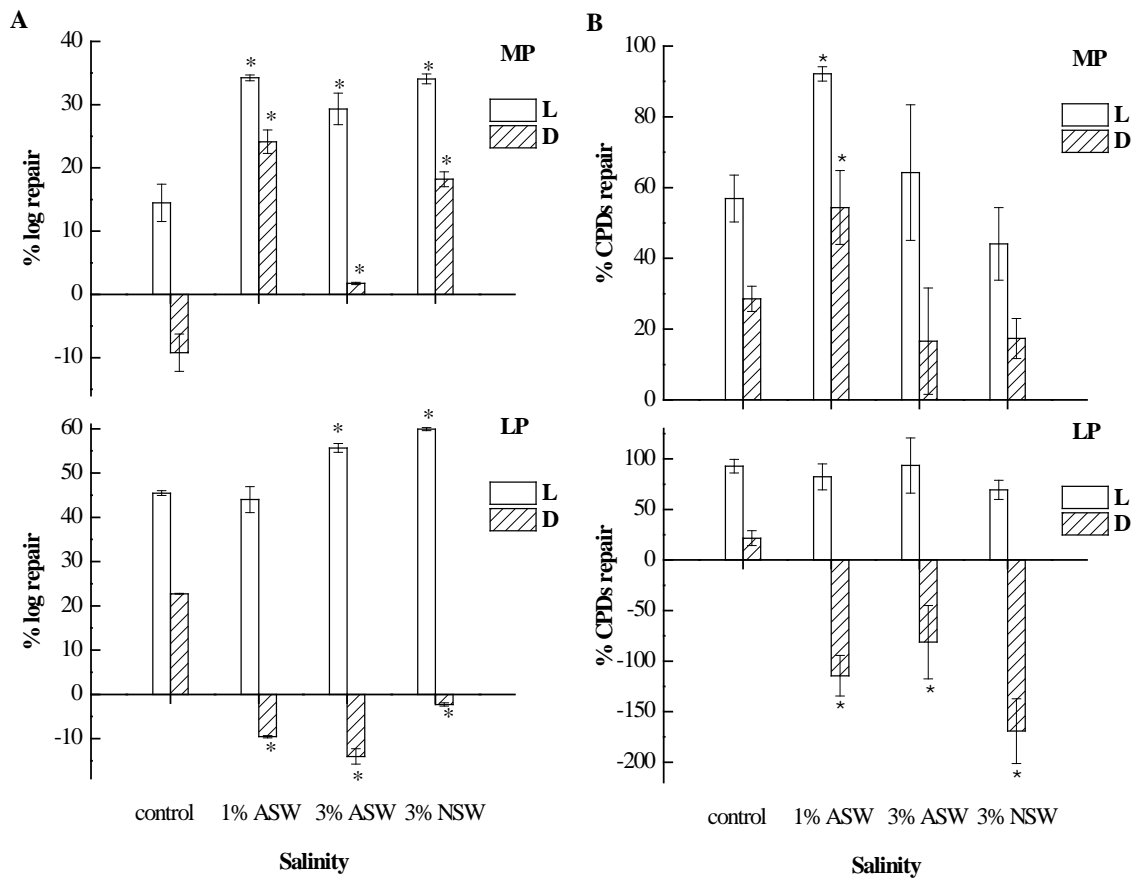 A
% log repair
40
30
20
10
0
-10
MP
L
D
* * * * * *
% log repair
60
50
40
30
20
10
0
-10
LP
L
D
* * * * *
control 1% ASW 3% ASW 3% NSW
Salinity
B
% CPDs repair
100
80
60
40
20
0
MP
L
D
* *
% CPDs repair
100
50
0
-50
-100
-150
-200
LP
L
D
* * *
control 1% ASW 3% ASW 3% NSW
Salinity